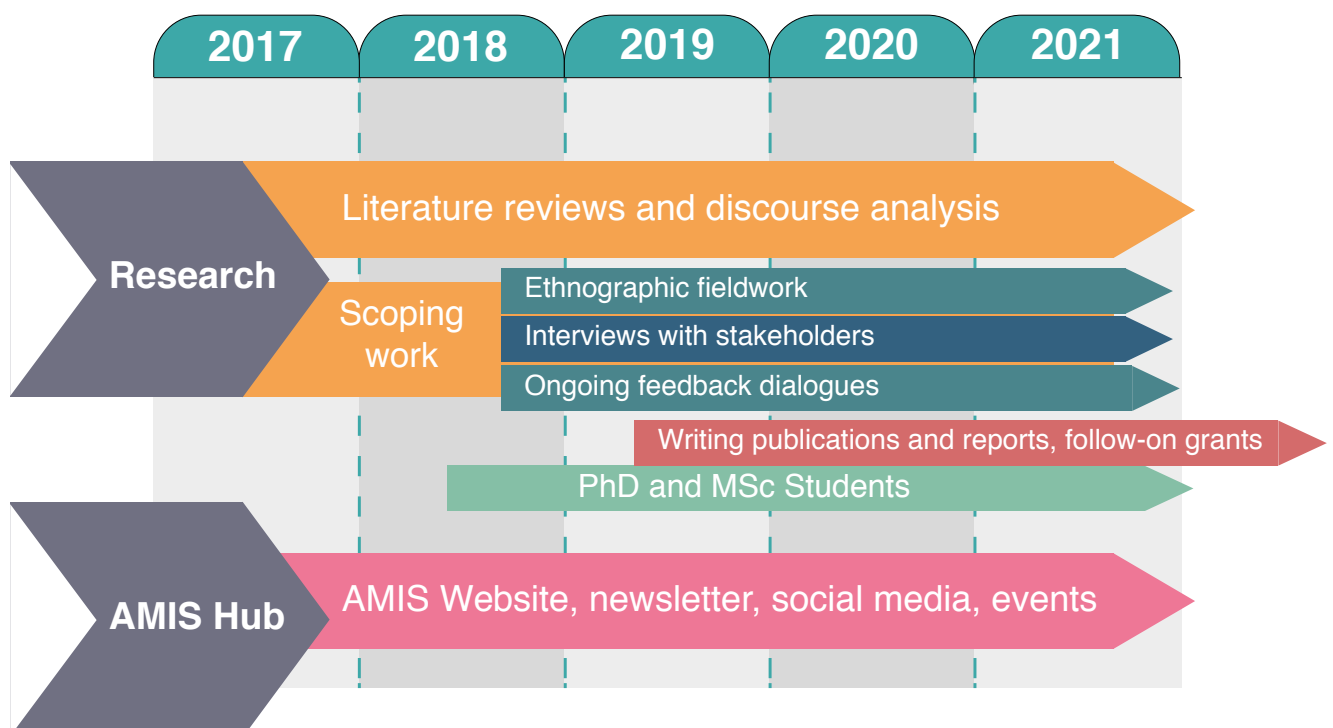 2017 2018 2019 2020 2021
Literature reviews and discourse analysis
Research
Scoping
work
Ethnographic fieldwork
Interviews with stakeholders
Ongoing feedback dialogues
Writing publications and reports, follow-on grants
PhD and MSc Students
AMIS Hub
AMIS Website, newsletter, social media, events